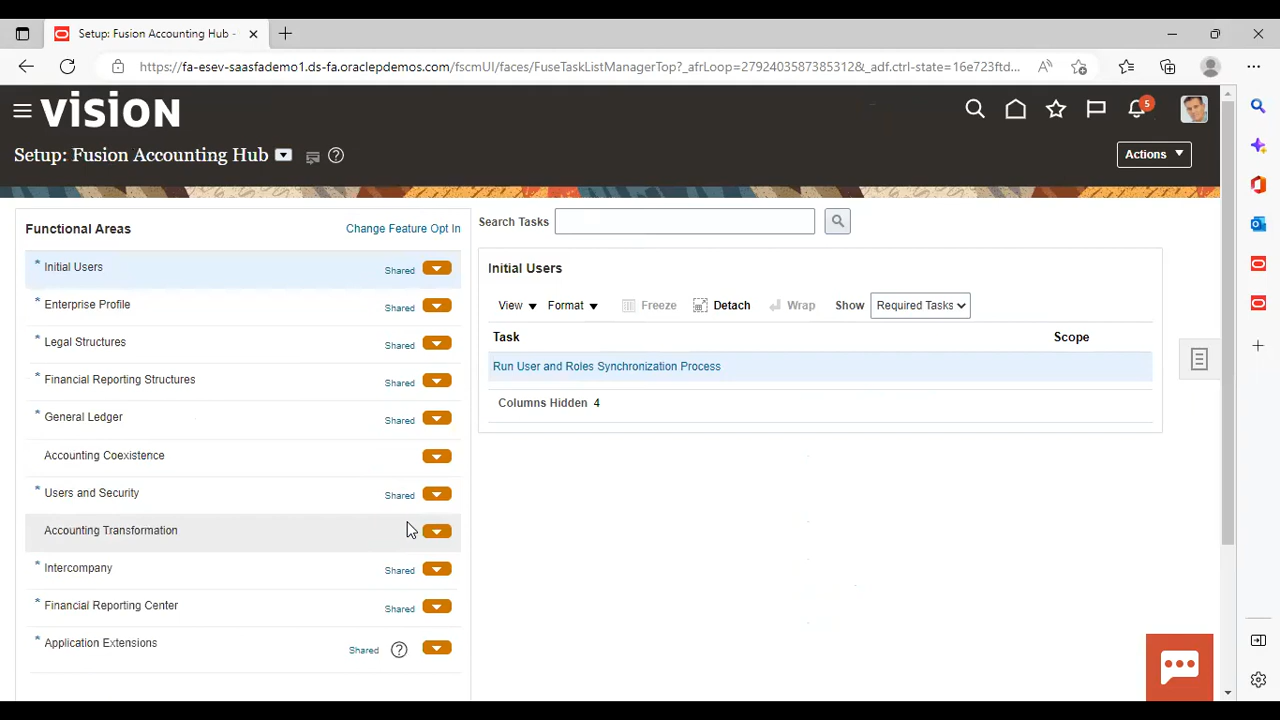 Setup: Fusion Accounting Hub -
https://fa-esev-saasfademo1.ds-fa.oraclepdemos.com/fscmUI/faces/FuseTaskListManagerTop?_afrLoop=2792403587385312&_adf.ctrl-state=16e723ftd...
VISION
5
Setup: Fusion Accounting Hub
Actions
Functional Areas
Change Feature Opt In
* Initial Users Shared
* Enterprise Profile Shared
* Legal Structures Shared
* Financial Reporting Structures Shared
* General Ledger Shared
Accounting Coexistence
* Users and Security Shared
Accounting Transformation
* Intercompany Shared
* Financial Reporting Center Shared
* Application Extensions Shared
Search Tasks
Initial Users
View Format Freeze Detach Wrap Show Required Tasks
Task Scope
Run User and Roles Synchronization Process
Columns Hidden 4